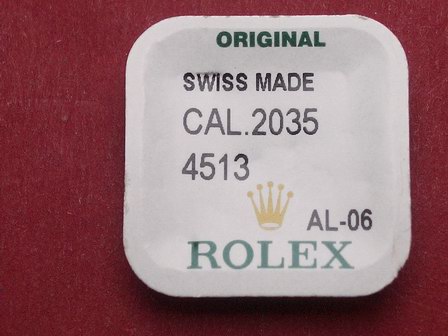 ORIGINAL
SWISS MADE
CAL.2035
4513
AL-06
ROLEX